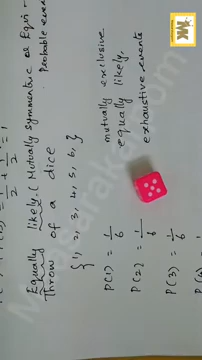 = 1/2 + 1/2 = 1
Equally likely (Mutually symmetric or Equi-
Probable even
Throw of a dice
{1, 2, 3, 4, 5, 6, }
mutually exclusive
equally likely,
exhaustive events
P(1) = 1/6
P(2) = 1/6
P(3) = 1/6